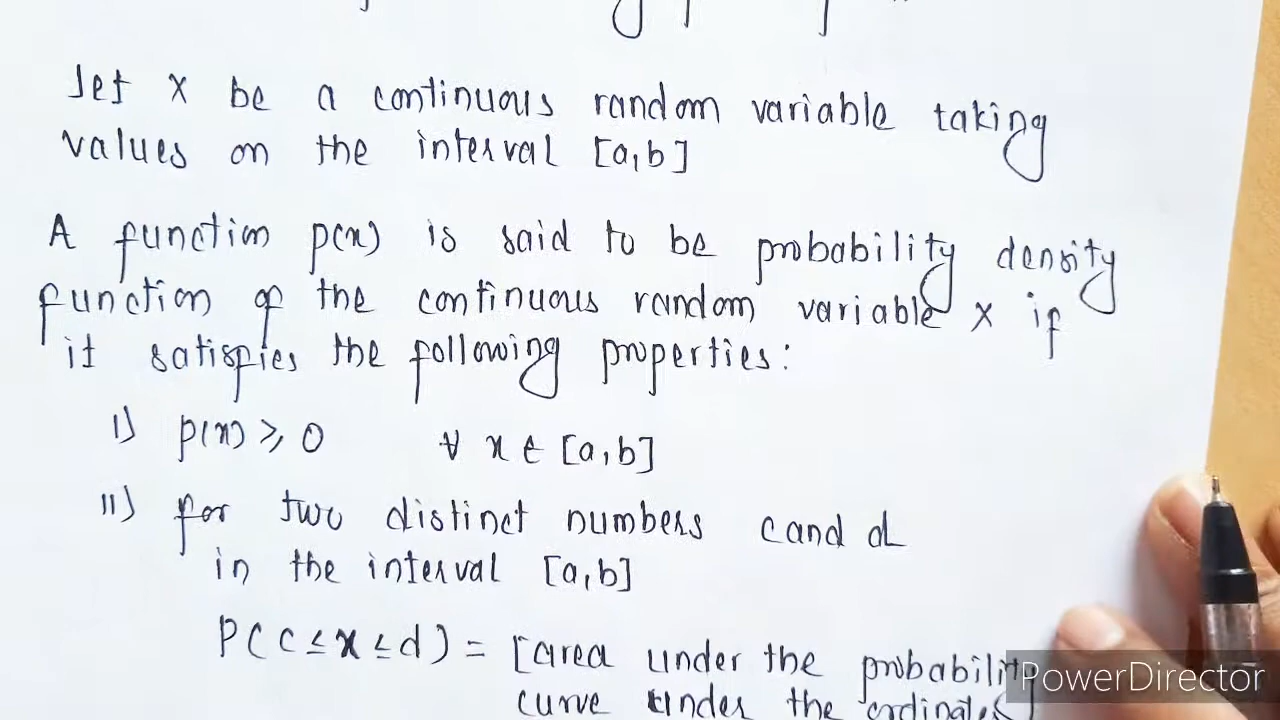 Let X be a continuous random variable taking
values on the interval [a,b]
A function p(x) is said to be probability density
function of the continuous random variable X if
it satisfies the following properties:
i) p(x) ≥ 0 ∀ x ∈ [a,b]
ii) for two distinct numbers c and d
in the interval [a,b]
P(c ≤ x ≤ d) = [area under the probability
curve under the ordinates]
PowerDirector